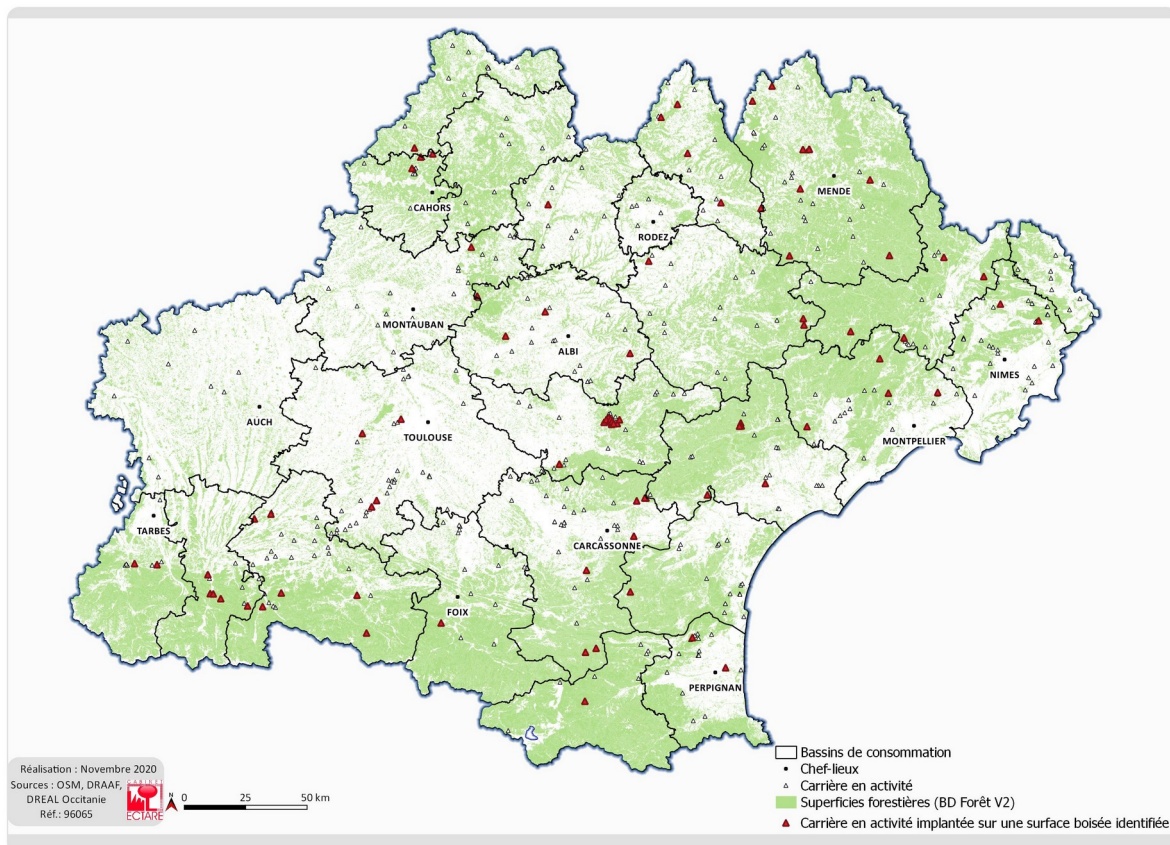 CAHORS
MENDE
RODEZ
MONTAUBAN
ALBI
NIMES
AUCH
TOULOUSE
MONTPELLIER
TARBES
CARCASSONNE
FOIX
PERPIGNAN
Bassins de consommation
Chef-lieux
Carrière en activité
Superficies forestières (BD Forêt V2)
Carrière en activité implantée sur une surface boisée identifiée
Réalisation : Novembre 2020
Sources : OSM, DRAAF,
DREAL Occitanie
Réf.: 96065
CABINET
ECTARE
N
0 25 50 km